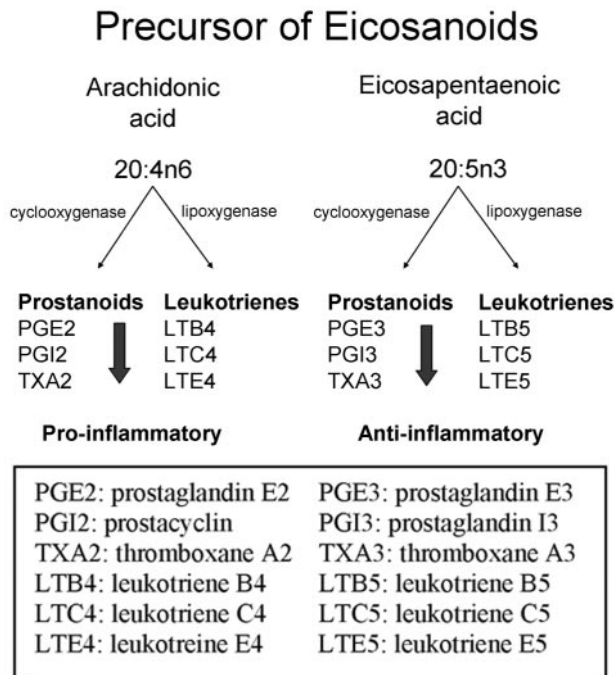 Precursor of Eicosanoids
Arachidonic
acid
20:4n6
cyclooxygenase
lipoxygenase
Prostanoids
PGE2
PGI2
TXA2
Leukotrienes
LTB4
LTC4
LTE4
Pro-inflammatory
Eicosapentaenoic
acid
20:5n3
cyclooxygenase
lipoxygenase
Prostanoids
PGE3
PGI3
TXA3
Leukotrienes
LTB5
LTC5
LTE5
Anti-inflammatory
PGE2: prostaglandin E2
PGI2: prostacyclin
TXA2: thromboxane A2
LTB4: leukotriene B4
LTC4: leukotriene C4
LTE4: leukotreine E4
PGE3: prostaglandin E3
PGI3: prostaglandin I3
TXA3: thromboxane A3
LTB5: leukotriene B5
LTC5: leukotriene C5
LTE5: leukotriene E5